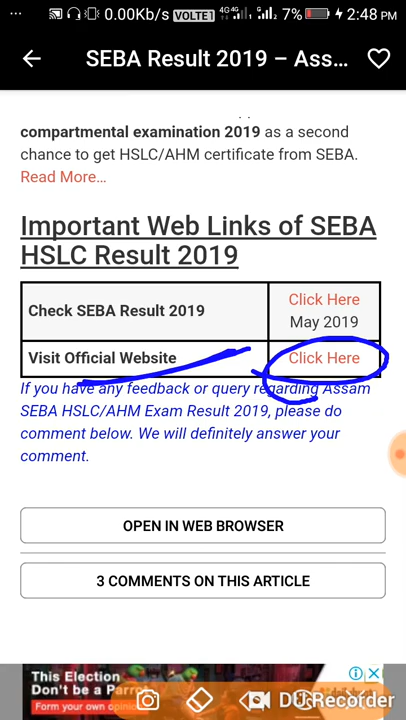 0.00Kb/s VOLTE1 4G 4G 7% 2:48 PM
SEBA Result 2019 – Ass...
compartmental examination 2019 as a second
chance to get HSLC/AHM certificate from SEBA.
Read More...
Important Web Links of SEBA
HSLC Result 2019
Check SEBA Result 2019
Click Here
May 2019
Visit Official Website
Click Here
If you have any feedback or query regarding Assam
SEBA HSLC/AHM Exam Result 2019, please do
comment below. We will definitely answer your
comment.
OPEN IN WEB BROWSER
3 COMMENTS ON THIS ARTICLE
This Election
Don't be a Parrot
Form your own
DU Recorder